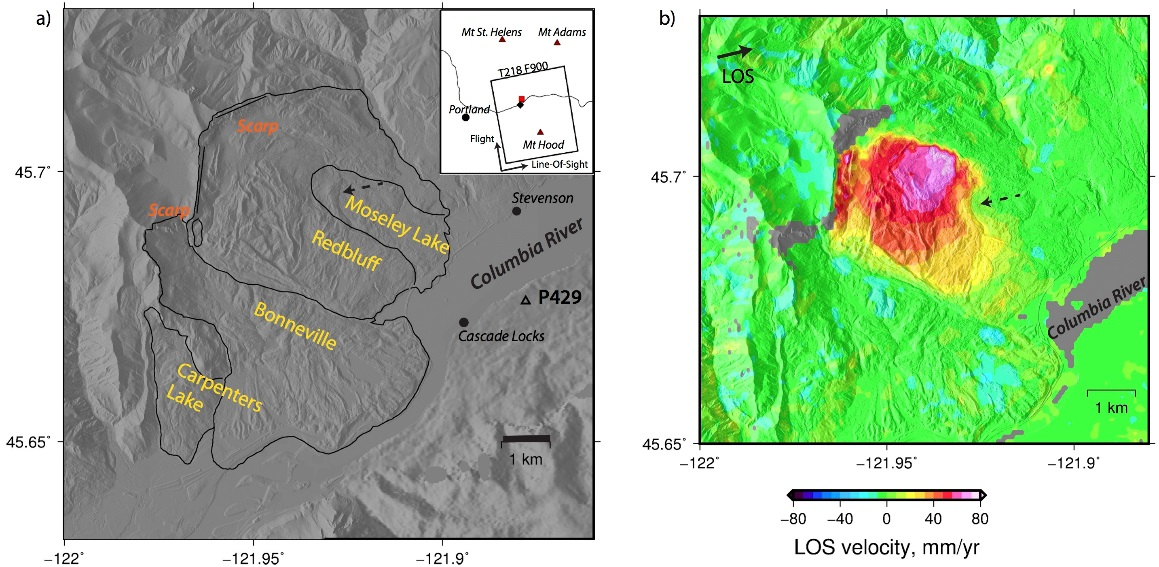 a)
Mt St. Helens
Mt Adams
T218 F900
Portland
Flight
Mt Hood
Line-Of-Sight
Scarp
45.7˚
Scarp
Moseley Lake
Redbluff
Stevenson
Columbia River
P429
Bonneville
Cascade Locks
Carpenters
Lake
45.65˚
1 km
−122˚
−121.95˚
−121.9˚
b)
LOS
45.7˚
Columbia River
1 km
45.65˚
−122˚
−121.95˚
−121.9˚
−80
−40
0
40
80
LOS velocity, mm/yr